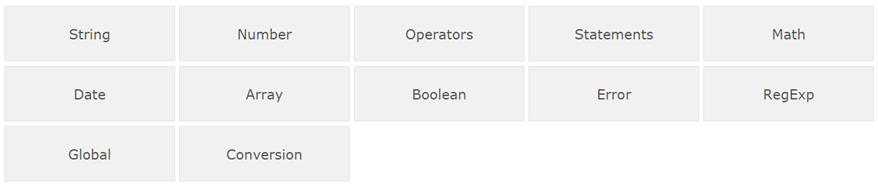 String Number Operators Statements Math
Date Array Boolean Error RegExp
Global Conversion